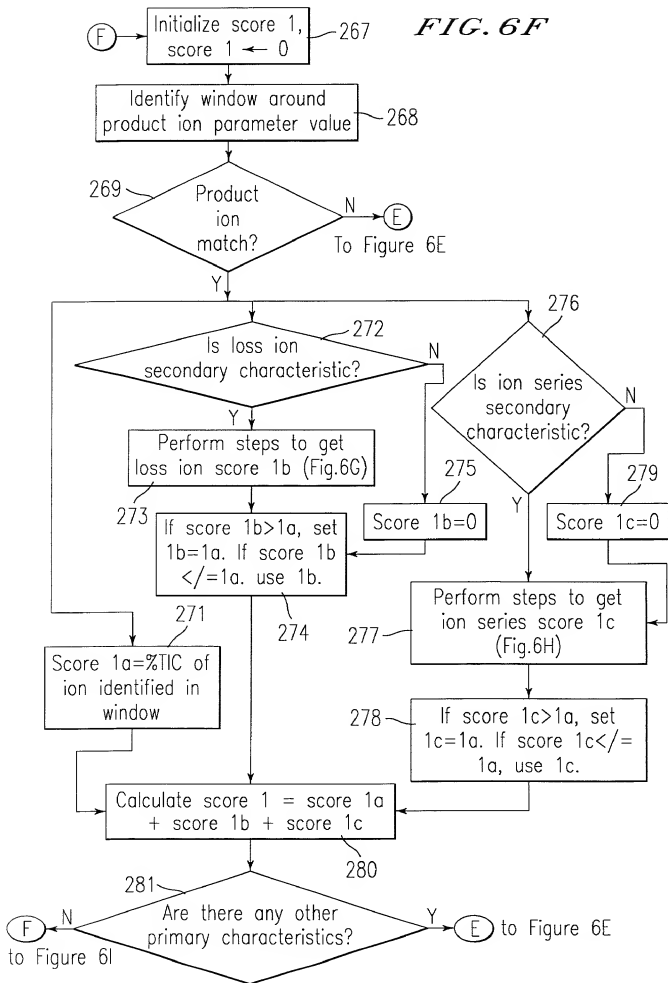 FIG. 6F
F
Initialize score 1,
score 1 ← 0
267
Identify window around
product ion parameter value
268
269
Product
ion
match?
N
E
To Figure 6E
Y
272
Is loss ion
secondary characteristic?
N
Y
276
Is ion series
secondary
characteristic?
N
Y
Perform steps to get
loss ion score 1b (Fig.6G)
273
275
Score 1b=0
279
Score 1c=0
If score 1b>1a, set
1b=1a. If score 1b
</=1a. use 1b.
274
271
Score 1a=%TIC of
ion identified in
window
277
Perform steps to get
ion series score 1c
(Fig.6H)
278
If score 1c>1a, set
1c=1a. If score 1c</=
1a, use 1c.
Calculate score 1 = score 1a
+ score 1b + score 1c
280
281
Are there any other
primary characteristics?
N
F
to Figure 6I
Y
E
to Figure 6E